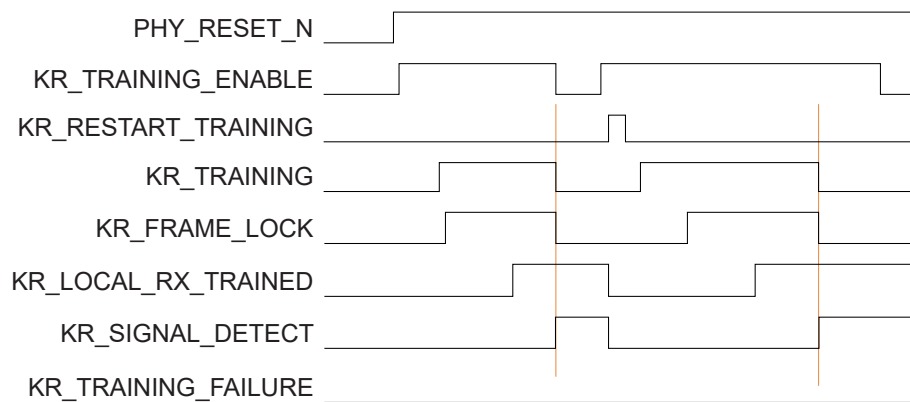 PHY_RESET_N
KR_TRAINING_ENABLE
KR_RESTART_TRAINING
KR_TRAINING
KR_FRAME_LOCK
KR_LOCAL_RX_TRAINED
KR_SIGNAL_DETECT
KR_TRAINING_FAILURE